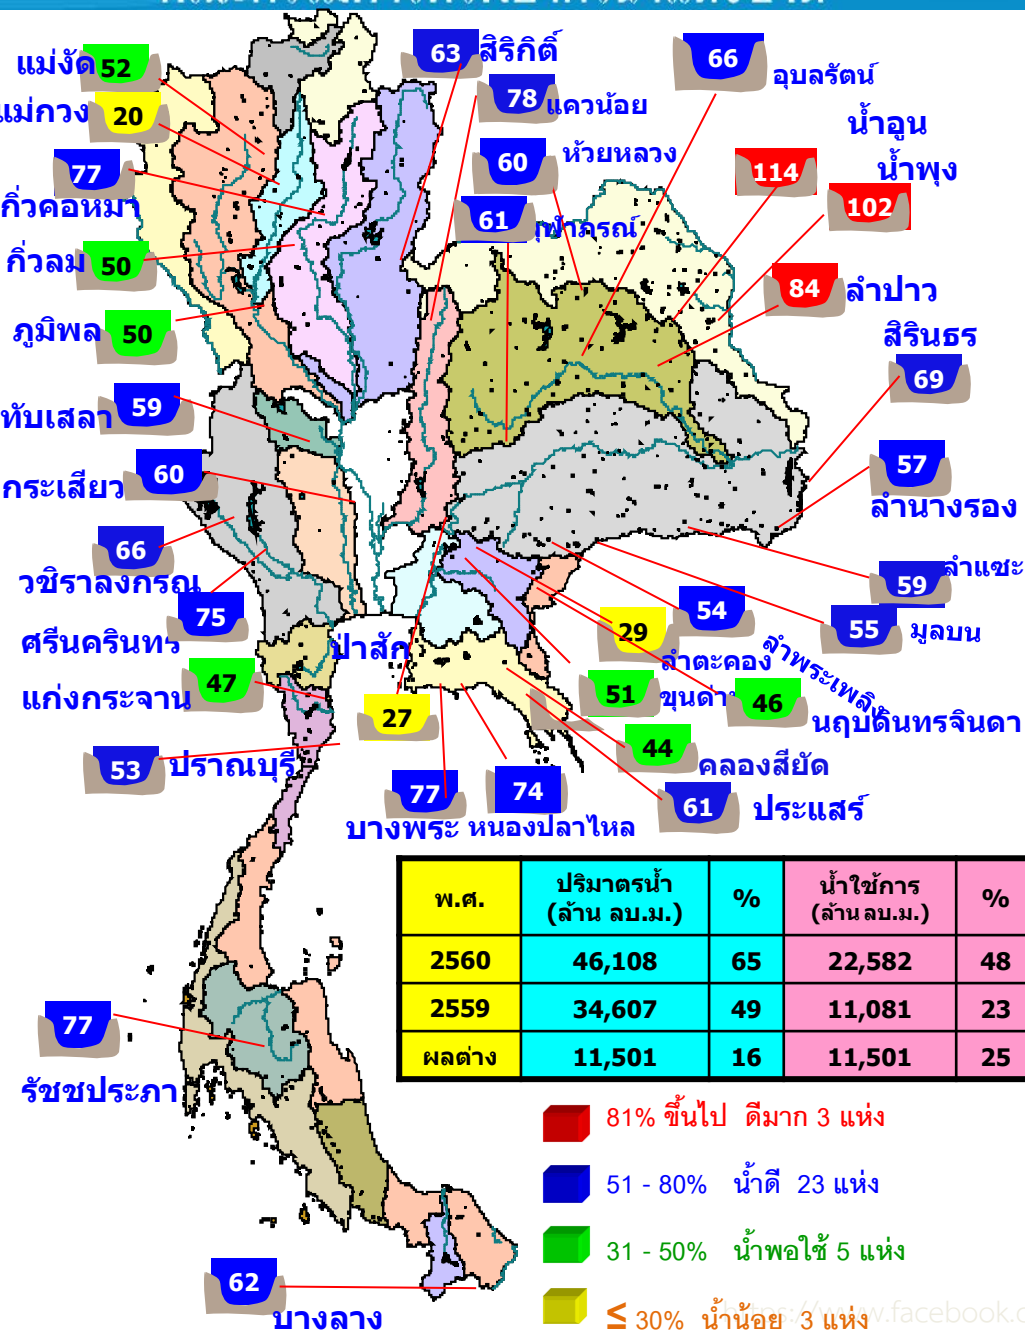 63 สิริกิติ์
66 อุบลรัตน์
แม่งัด 52
78 แควน้อย
แม่กวง 20
น้ำอูน
114
60 ห้วยหลวง
น้ำพุง
102
77
กิ่วคอหมา
61 จุฬาภรณ์
กิ่วลม 50
84 ลำปาว
ภูมิพล 50
สิรินธร
69
ทับเสลา 59
กระเสียว 60
57
ลำนางรอง
66
วชิราลงกรณ
59 ลำแชะ
75
ศรีนครินทร์
54
55 มูลบน
29
ลำตะคอง
ลำพระเพลิง
ป่าสัก
27
แก่งกระจาน 47
51 ขุนด่าน
46
นฤบดินทรจินดา
44 คลองสียัด
53 ปราณบุรี
77
บางพระ
74
หนองปลาไหล
61 ประแสร์
พ.ศ. ปริมาตรน้ำ (ล้าน ลบ.ม.) % น้ำใช้การ (ล้าน ลบ.ม.) %
2560 46,108 65 22,582 48
2559 34,607 49 11,081 23
ผลต่าง 11,501 16 11,501 25
77
รัชชประภา
81% ขึ้นไป ดีมาก 3 แห่ง
51 - 80% น้ำดี 23 แห่ง
31 - 50% น้ำพอใช้ 5 แห่ง
≤ 30% น้ำน้อย 3 แห่ง
62
บางลาง